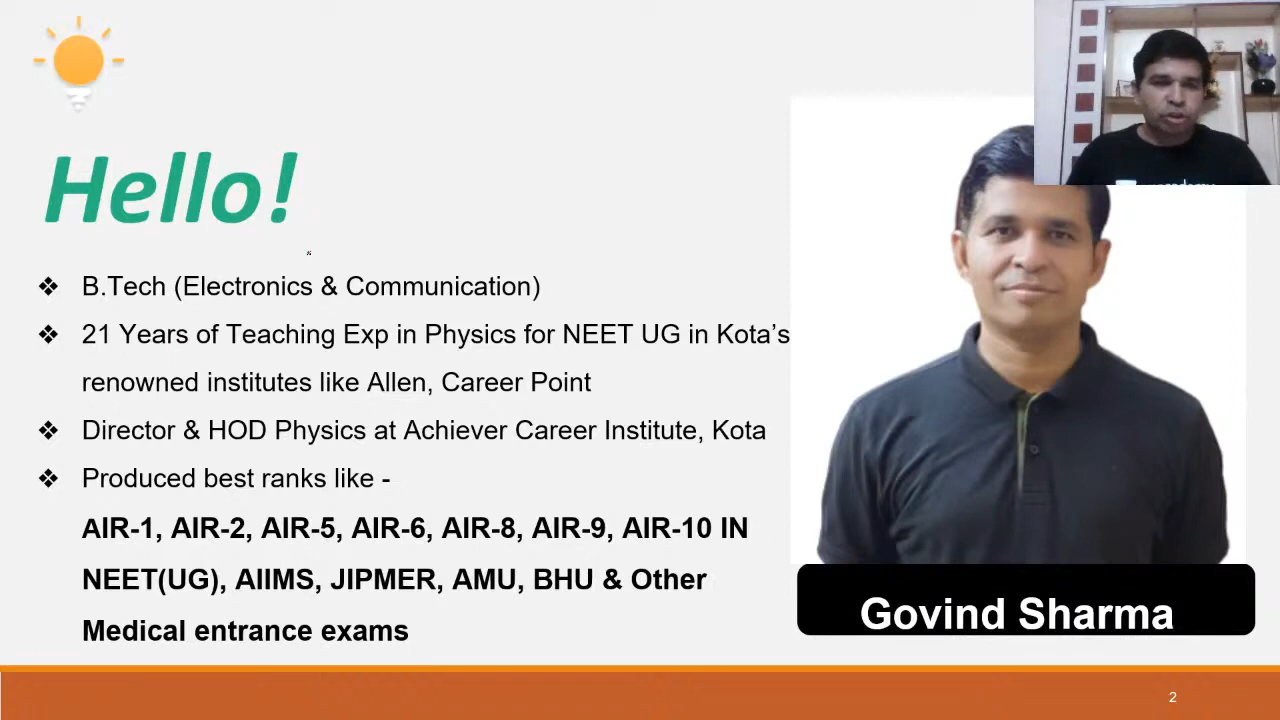 Hello!
❖ B.Tech (Electronics & Communication)
❖ 21 Years of Teaching Exp in Physics for NEET UG in Kota’s
renowned institutes like Allen, Career Point
❖ Director & HOD Physics at Achiever Career Institute, Kota
❖ Produced best ranks like -
AIR-1, AIR-2, AIR-5, AIR-6, AIR-8, AIR-9, AIR-10 IN
NEET(UG), AIIMS, JIPMER, AMU, BHU & Other
Medical entrance exams
Govind Sharma
2